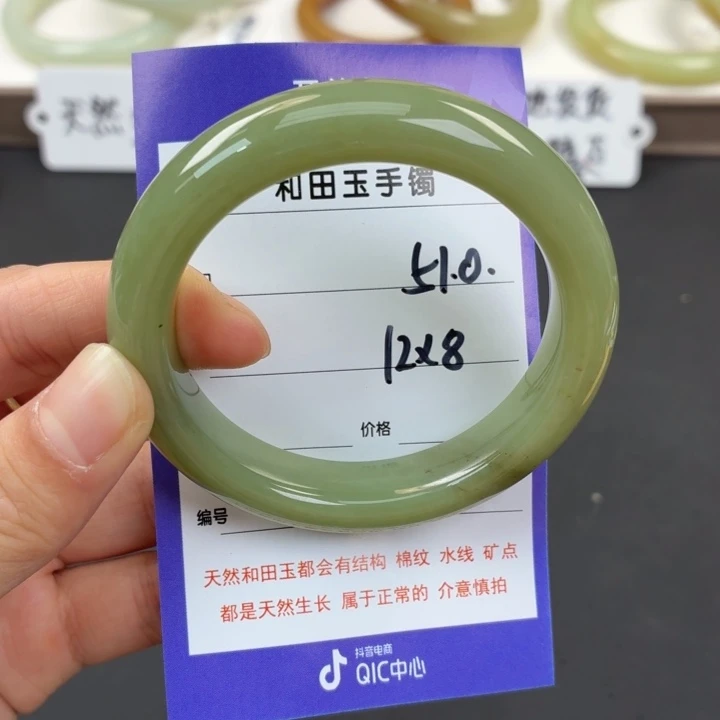 天然
和田玉手镯
51.0.
12x8
价格
编号
天然和田玉都会有结构 棉纹 水线 矿点
都是天然生长 属于正常的 介意慎拍
抖音电商
QIC中心